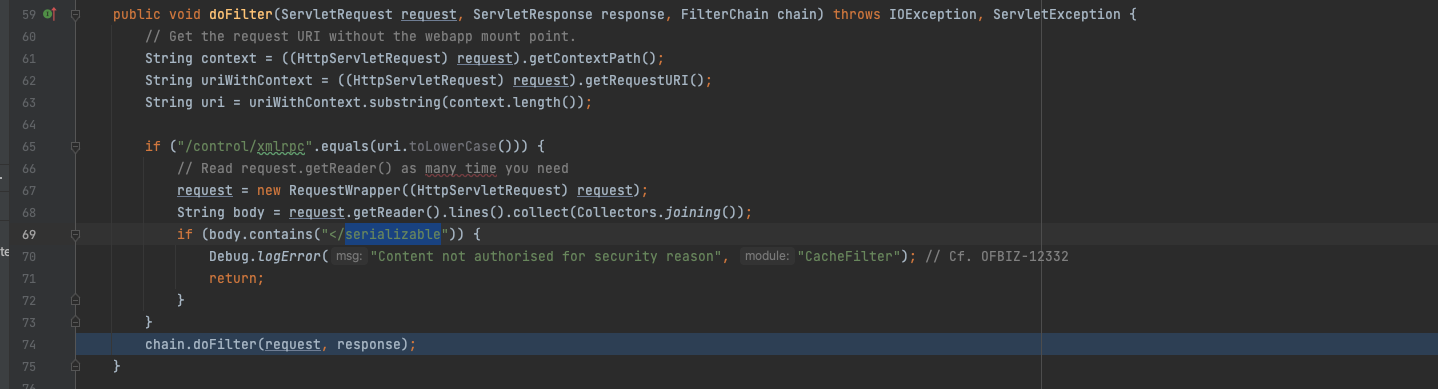 59 public void doFilter(ServletRequest request, ServletResponse response, FilterChain chain) throws IOException, ServletException {
60 // Get the request URI without the webapp mount point.
61 String context = ((HttpServletRequest) request).getContextPath();
62 String uriWithContext = ((HttpServletRequest) request).getRequestURI();
63 String uri = uriWithContext.substring(context.length());
64
65 if ("/control/xmlrpc".equals(uri.toLowerCase())) {
66 // Read request.getReader() as many time you need
67 request = new RequestWrapper((HttpServletRequest) request);
68 String body = request.getReader().lines().collect(Collectors.joining());
69 if (body.contains("</serializable")) {
te 70 Debug.logError( msg: "Content not authorised for security reason", module: "CacheFilter"); // Cf. OFBIZ-12332
71 return;
72 }
73 }
74 chain.doFilter(request, response);
75 }
76